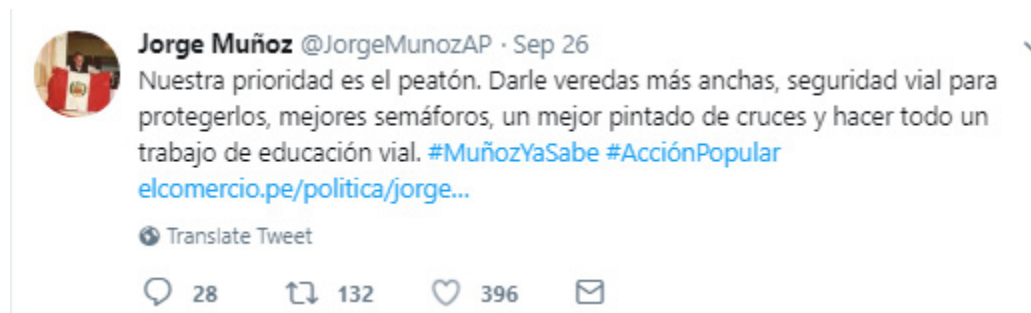 Jorge Muñoz @JorgeMunozAP · Sep 26
Nuestra prioridad es el peatón. Darle veredas más anchas, seguridad vial para
protegerlos, mejores semáforos, un mejor pintado de cruces y hacer todo un
trabajo de educación vial. #MuñozYaSabe #AcciónPopular
elcomercio.pe/politica/jorge...
Translate Tweet
28 132 396